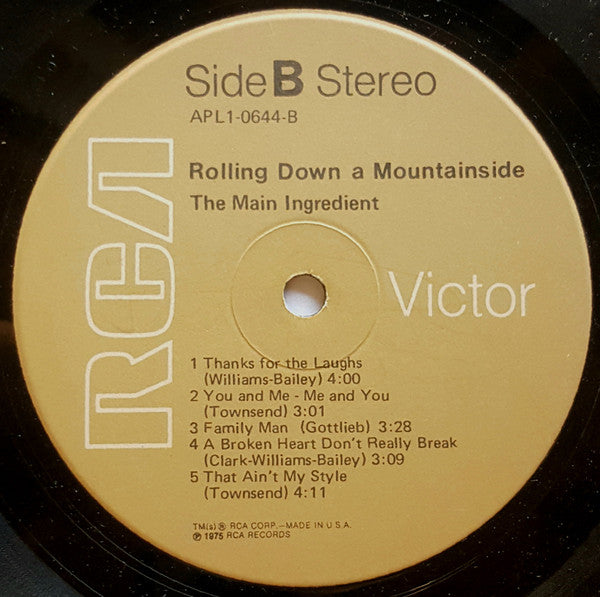 Side B Stereo
APL1-0644-B
Rolling Down a Mountainside
The Main Ingredient
RCA
Victor
1 Thanks for the Laughs
(Williams-Bailey) 4:00
2 You and Me - Me and You
(Townsend) 3:01
3 Family Man (Gottlieb) 3:28
4 A Broken Heart Don't Really Break
(Clark-Williams-Bailey) 3:09
5 That Ain't My Style
(Townsend) 4:11
TM(s) ® RCA CORP.—MADE IN U.S.A.
℗ 1975 RCA RECORDS